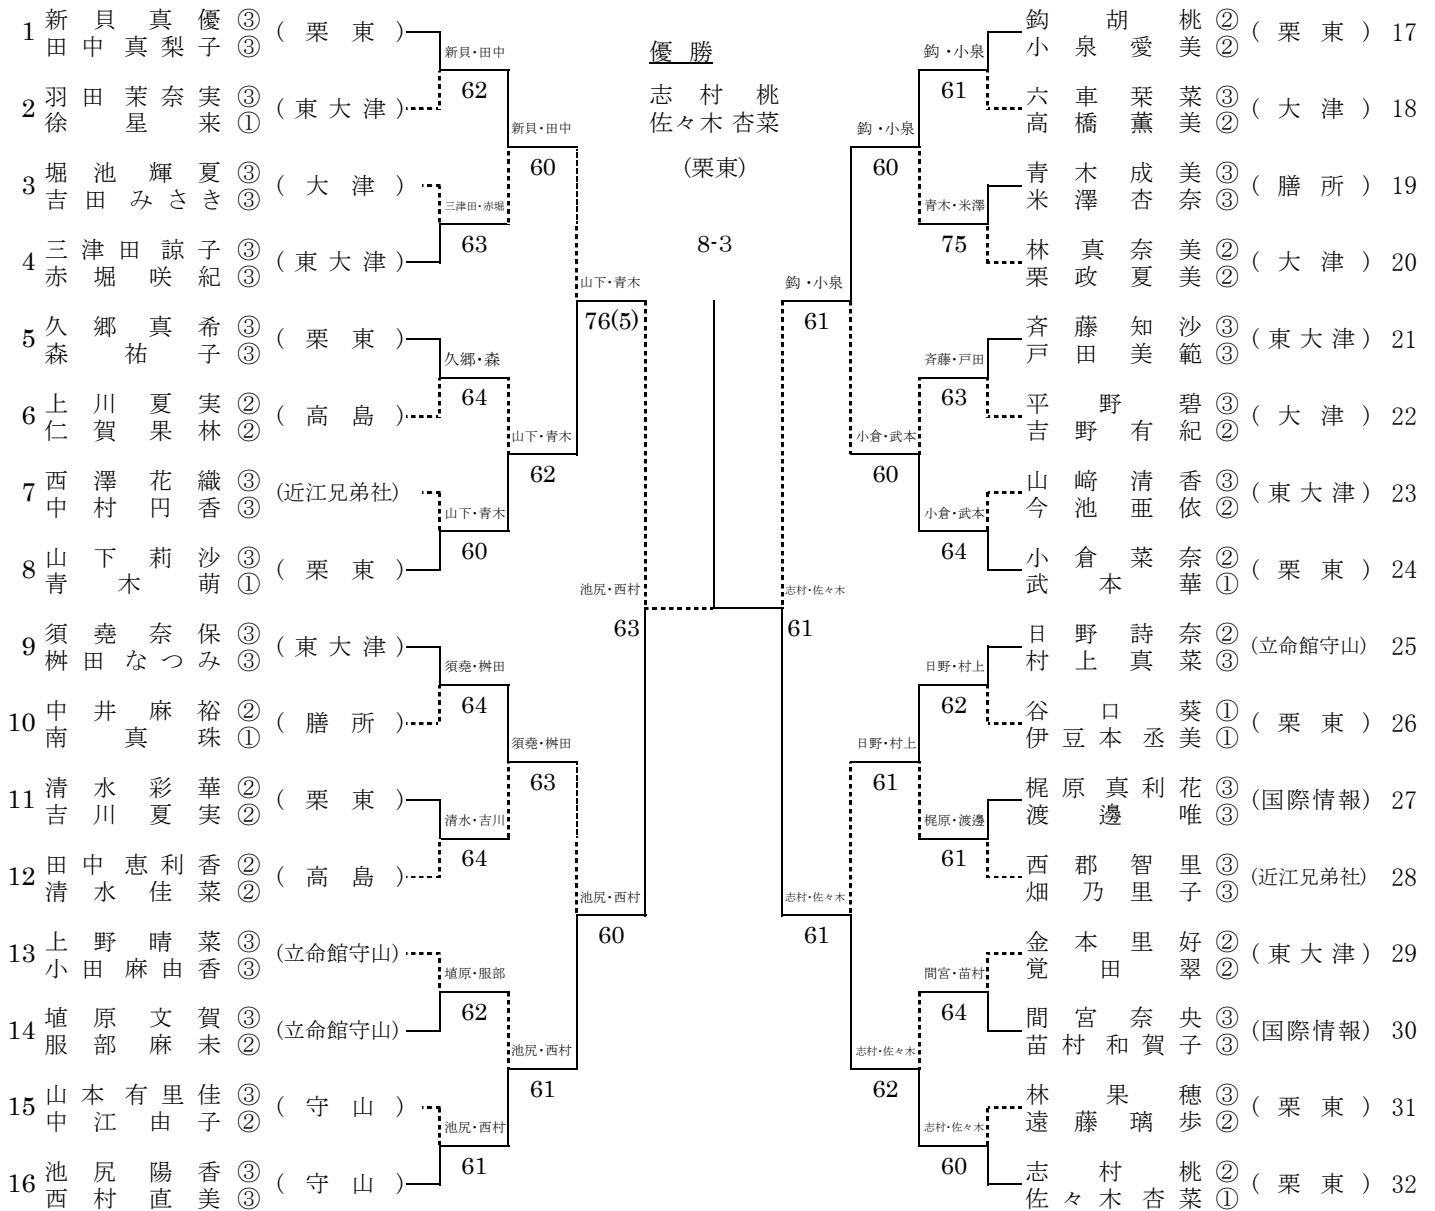 優 勝
志 村 桃
佐々木 杏菜
(栗東)
8-3
1 新 貝 真 優 ③ ( 栗 東 )
田 中 真 梨 子 ③
2 羽 田 茉 奈 実 ③ ( 東 大 津 )
徐 星 来 ①
3 堀 池 輝 夏 ③ ( 大 津 )
吉 田 み さ き ③
4 三 津 田 諒 子 ③ ( 東 大 津 )
赤 堀 咲 紀 ③
5 久 郷 真 希 ③ ( 栗 東 )
森 祐 子 ③
6 上 川 夏 実 ② ( 高 島 )
仁 賀 果 林 ②
7 西 澤 花 織 ③ (近江兄弟社)
中 村 円 香 ③
8 山 下 莉 沙 ③ ( 栗 東 )
青 木 萌 ①
9 須 堯 奈 保 ③ ( 東 大 津 )
桝 田 な つ み ③
10 中 井 麻 裕 ② ( 膳 所 )
南 真 珠 ①
11 清 水 彩 華 ② ( 栗 東 )
吉 川 夏 実 ②
12 田 中 恵 利 香 ② ( 高 島 )
清 水 佳 菜 ②
13 上 野 晴 菜 ③ (立命館守山)
小 田 麻 由 香 ③
14 埴 原 文 賀 ③ (立命館守山)
服 部 麻 未 ②
15 山 本 有 里 佳 ③ ( 守 山 )
中 江 由 子 ②
16 池 尻 陽 香 ③ ( 守 山 )
西 村 直 美 ③
新貝・田中
62
三津田・赤堀
63
久郷・森
64
山下・青木
60
須堯・桝田
64
清水・吉川
64
埴原・服部
62
池尻・西村
61
新貝・田中
60
山下・青木
62
須堯・桝田
63
池尻・西村
61
山下・青木
76(5)
池尻・西村
60
池尻・西村
63
志村・佐々木
61
鈎・小泉
61
志村・佐々木
61
鈎・小泉
60
小倉・武本
60
日野・村上
61
志村・佐々木
62
鈎・小泉
61
青木・米澤
75
斉藤・戸田
63
小倉・武本
64
日野・村上
62
梶原・渡邊
61
間宮・苗村
64
志村・佐々木
60
鈎 胡 桃 ② ( 栗 東 ) 17
小 泉 愛 美 ②
六 車 栞 菜 ③ ( 大 津 ) 18
高 橋 薫 美 ②
青 木 成 美 ③ ( 膳 所 ) 19
米 澤 杏 奈 ③
林 真 奈 美 ② ( 大 津 ) 20
栗 政 夏 美 ②
斉 藤 知 沙 ③ ( 東 大 津 ) 21
戸 田 美 範 ③
平 野 碧 ③ ( 大 津 ) 22
吉 野 有 紀 ②
山 﨑 清 香 ③ ( 東 大 津 ) 23
今 池 亜 依 ②
小 倉 菜 奈 ② ( 栗 東 ) 24
武 本 華 ①
日 野 詩 奈 ② (立命館守山) 25
村 上 真 菜 ③
谷 口 葵 ① ( 栗 東 ) 26
伊 豆 本 丞 美 ①
梶 原 真 利 花 ③ (国際情報) 27
渡 邊 唯 ③
西 郡 智 里 ③ (近江兄弟社) 28
畑 乃 里 子 ③
金 本 里 好 ② ( 東 大 津 ) 29
覚 田 翠 ②
間 宮 奈 央 ③ (国際情報) 30
苗 村 和 賀 子 ③
林 果 穂 ③ ( 栗 東 ) 31
遠 藤 璃 歩 ②
志 村 桃 ② ( 栗 東 ) 32
佐 々 木 杏 菜 ①